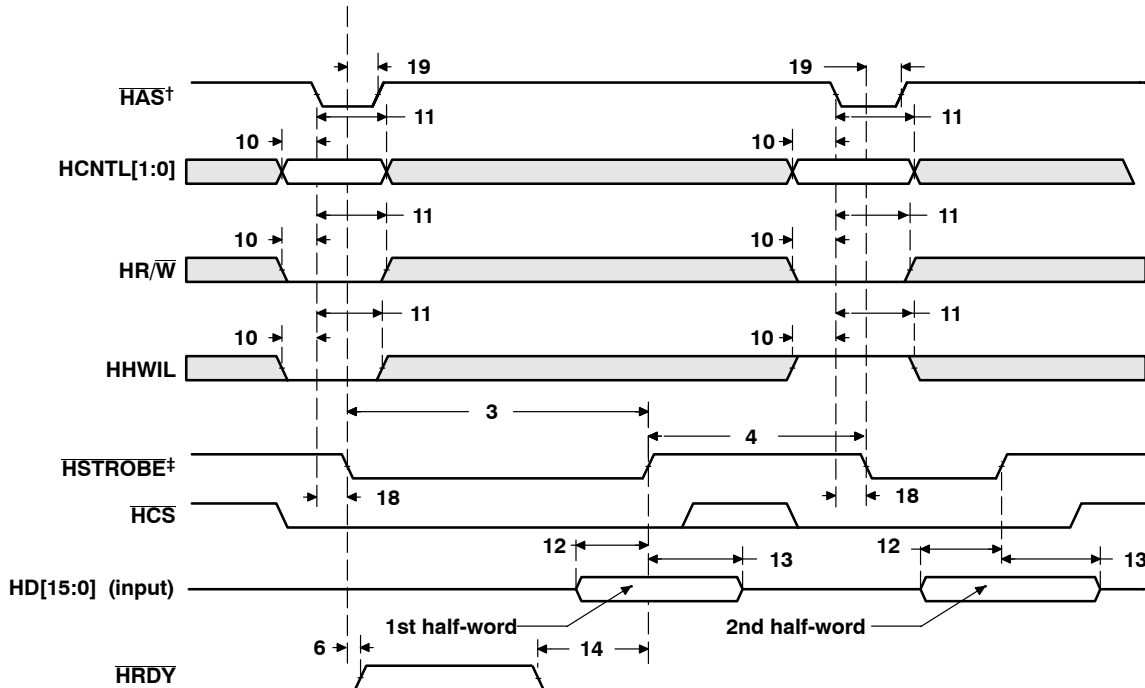 19 19
HAS†
11 11
10 10
HCNTL[1:0]
11 11
10 10
HR/W
11 11
10 10
HHWIL
3
4
HSTROBE‡
18 18
HCS
12 12
13 13
HD[15:0] (input)
1st half-word 2nd half-word
6 14
HRDY